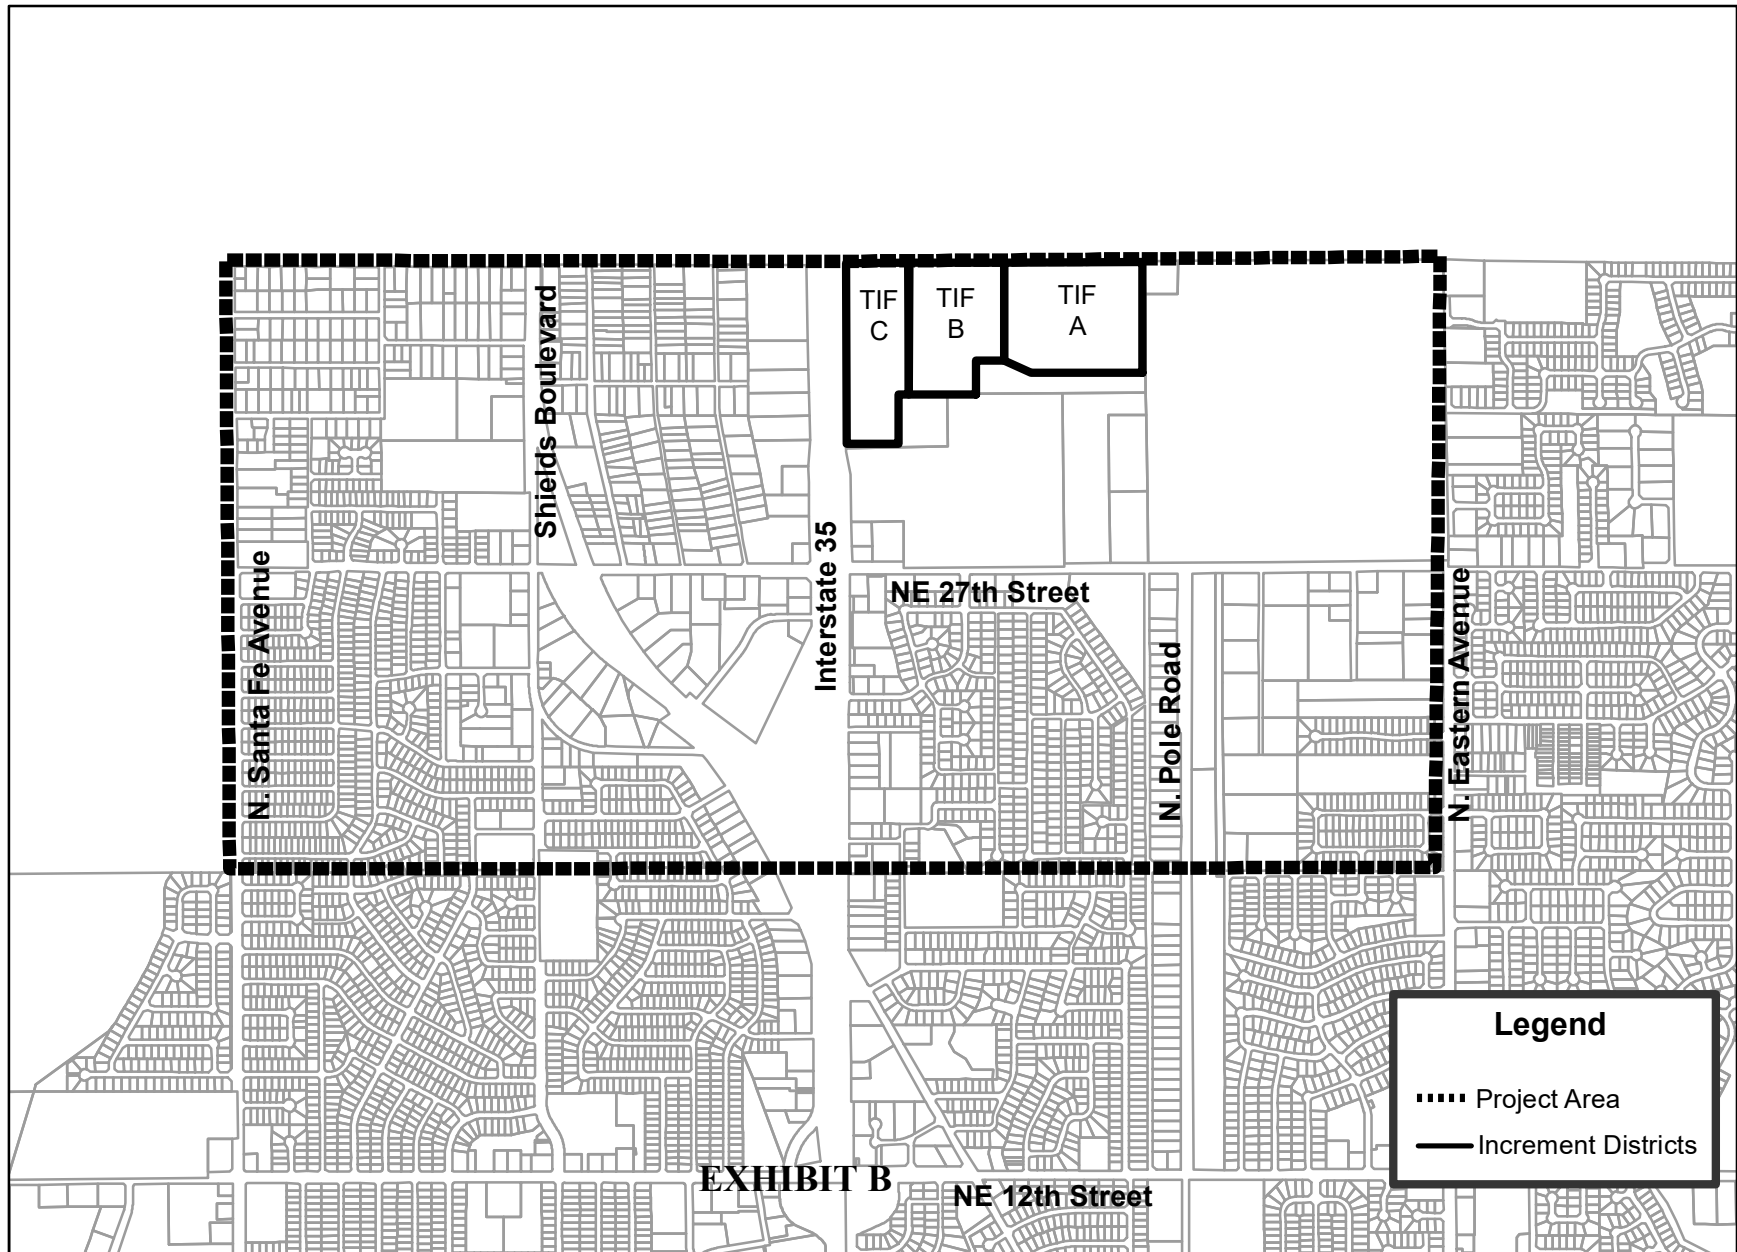 TIF
C
TIF
B
TIF
A
Shields Boulevard
Interstate 35
NE 27th Street
N. Santa Fe Avenue
N. Pole Road
N. Eastern Avenue
Legend
Project Area
Increment Districts
EXHIBIT B
NE 12th Street